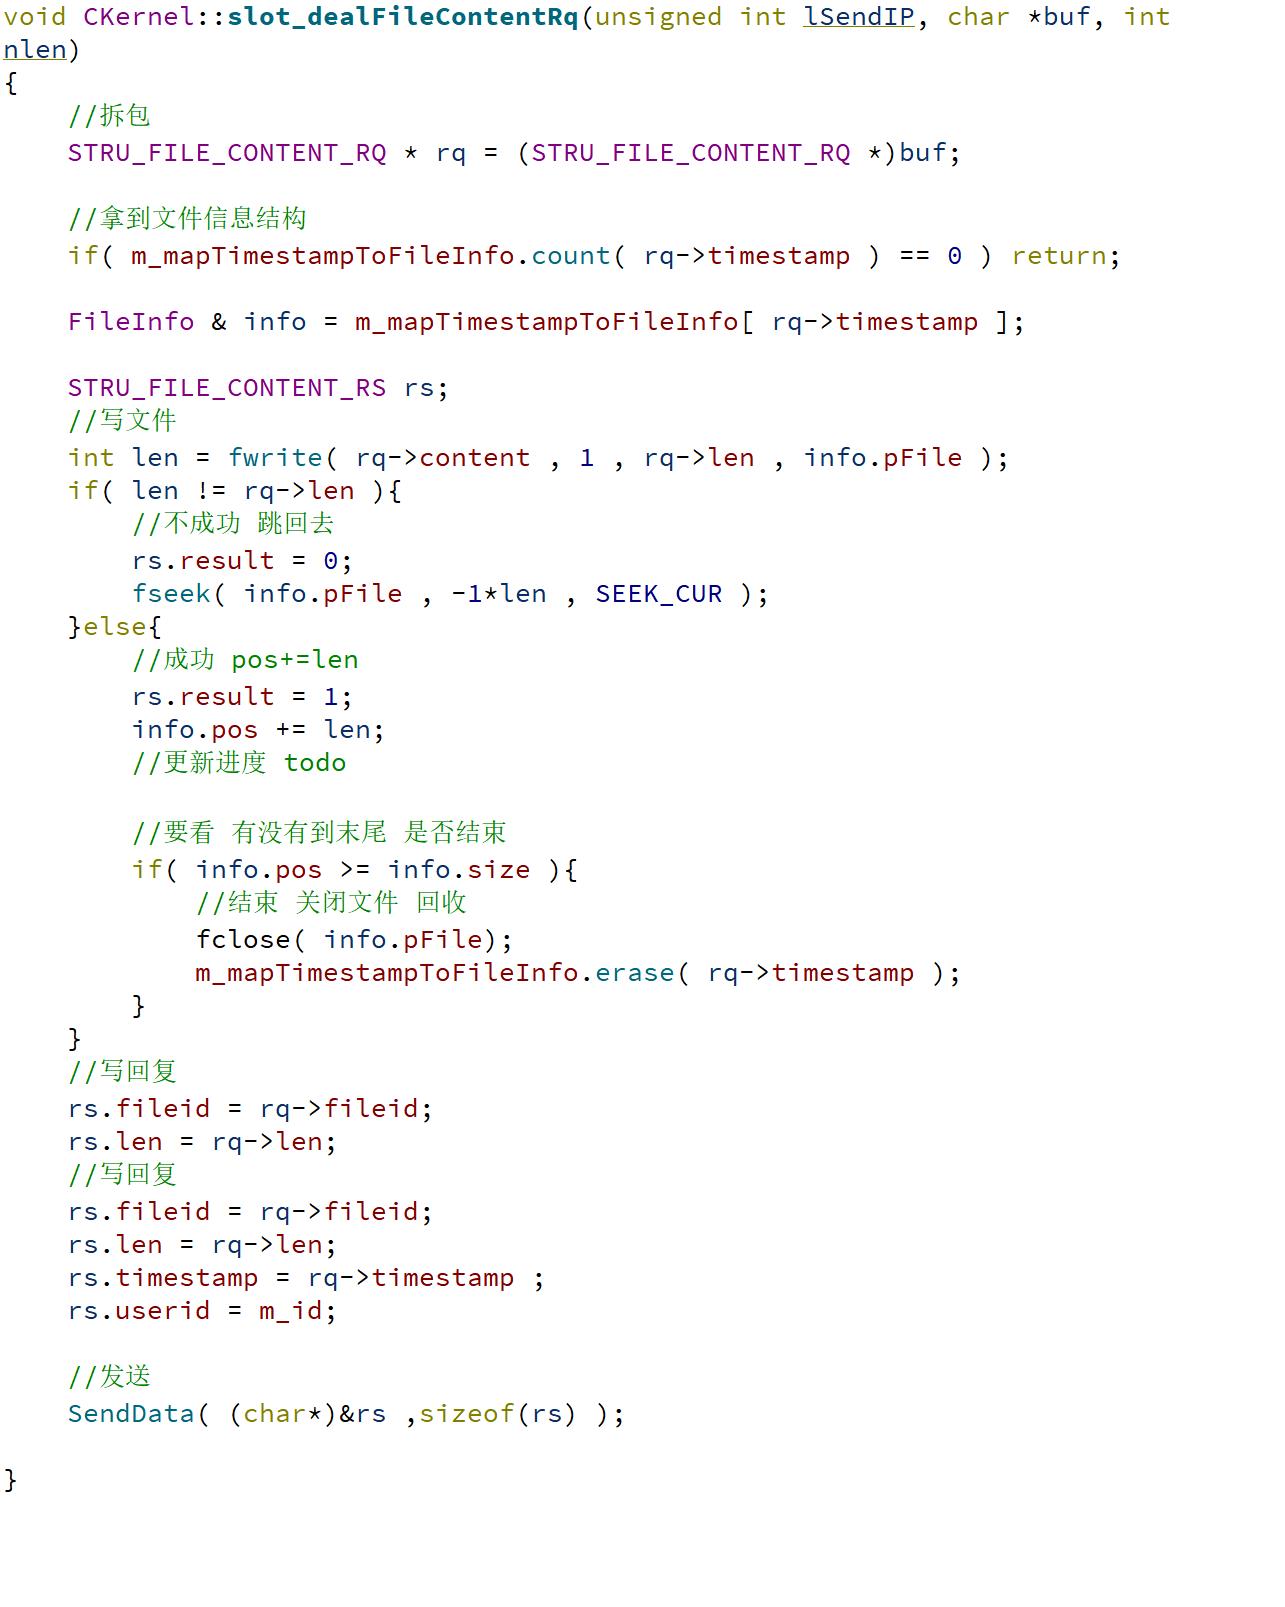 void CKernel::slot_dealFileContentRq(unsigned int lSendIP, char *buf, int
nlen)
{
    //拆包
    STRU_FILE_CONTENT_RQ * rq = (STRU_FILE_CONTENT_RQ *)buf;

    //拿到文件信息结构
    if( m_mapTimestampToFileInfo.count( rq->timestamp ) == 0 ) return;

    FileInfo & info = m_mapTimestampToFileInfo[ rq->timestamp ];

    STRU_FILE_CONTENT_RS rs;
    //写文件
    int len = fwrite( rq->content , 1 , rq->len , info.pFile );
    if( len != rq->len ){
        //不成功 跳回去
        rs.result = 0;
        fseek( info.pFile , -1*len , SEEK_CUR );
    }else{
        //成功 pos+=len
        rs.result = 1;
        info.pos += len;
        //更新进度 todo

        //要看 有没有到末尾 是否结束
        if( info.pos >= info.size ){
            //结束 关闭文件 回收
            fclose( info.pFile);
            m_mapTimestampToFileInfo.erase( rq->timestamp );
        }
    }
    //写回复
    rs.fileid = rq->fileid;
    rs.len = rq->len;
    //写回复
    rs.fileid = rq->fileid;
    rs.len = rq->len;
    rs.timestamp = rq->timestamp ;
    rs.userid = m_id;

    //发送
    SendData( (char*)&rs ,sizeof(rs) );

}